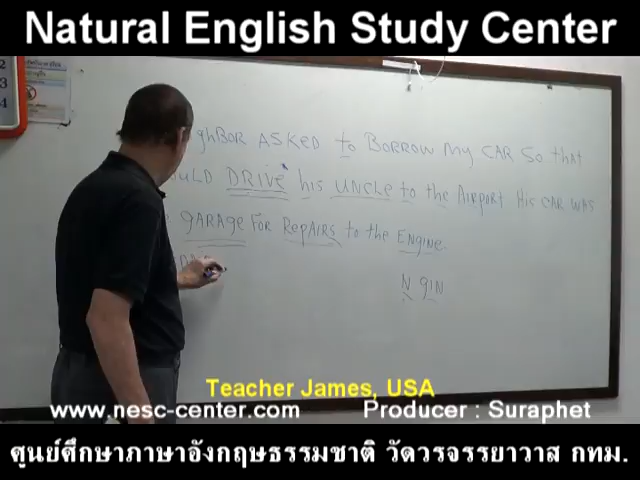 Natural English Study Center
ghBOR ASKED to BORROW my CAR So that
ULD DRIVE his UNCLE to the AIRPORT His CAR WAS
GARAGE FOR RepAIRS to the ENgINe.
N gIN
Teacher James, USA
www.nesc-center.com Producer : Suraphet
ศูนย์ศึกษาภาษาอังกฤษธรรมชาติ วัดวรจรรยาวาส กทม.